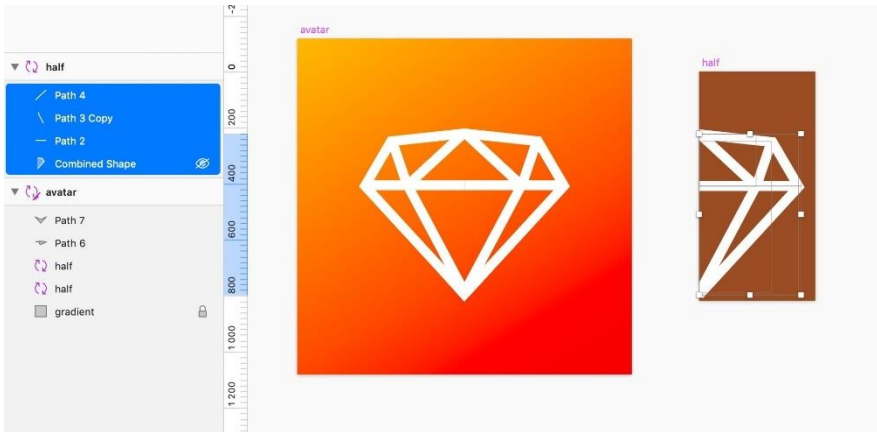 half
Path 4
Path 3 Copy
Path 2
Combined Shape
avatar
Path 7
Path 6
half
half
gradient
-2
0
200
400
600
800
1 000
1 200
avatar
half